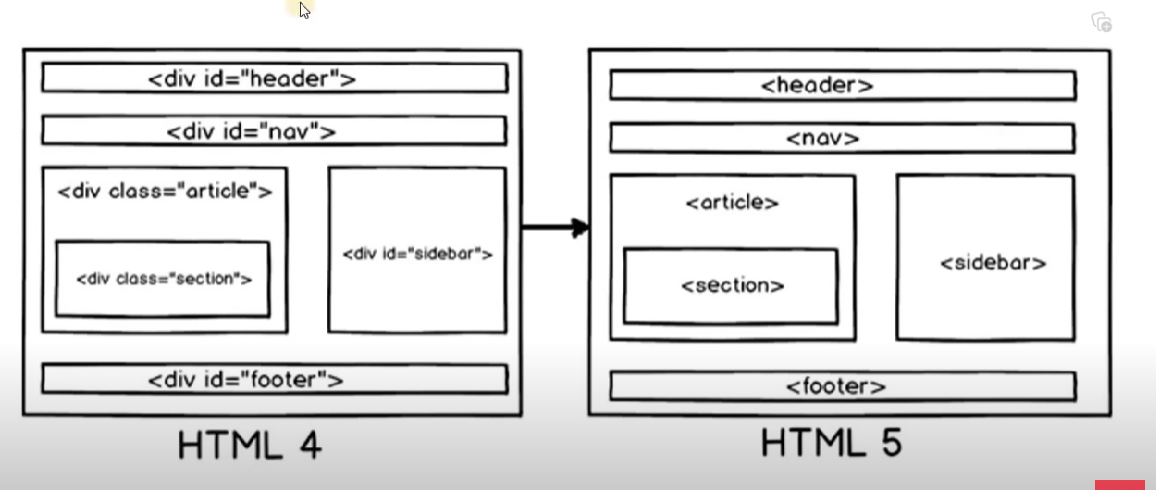 <div id="header">
<div id="nav">
<div class="article">
<div class="section">
<div id="sidebar">
<div id="footer">
HTML 4
<header>
<nav>
<article>
<section>
<sidebar>
<footer>
HTML 5